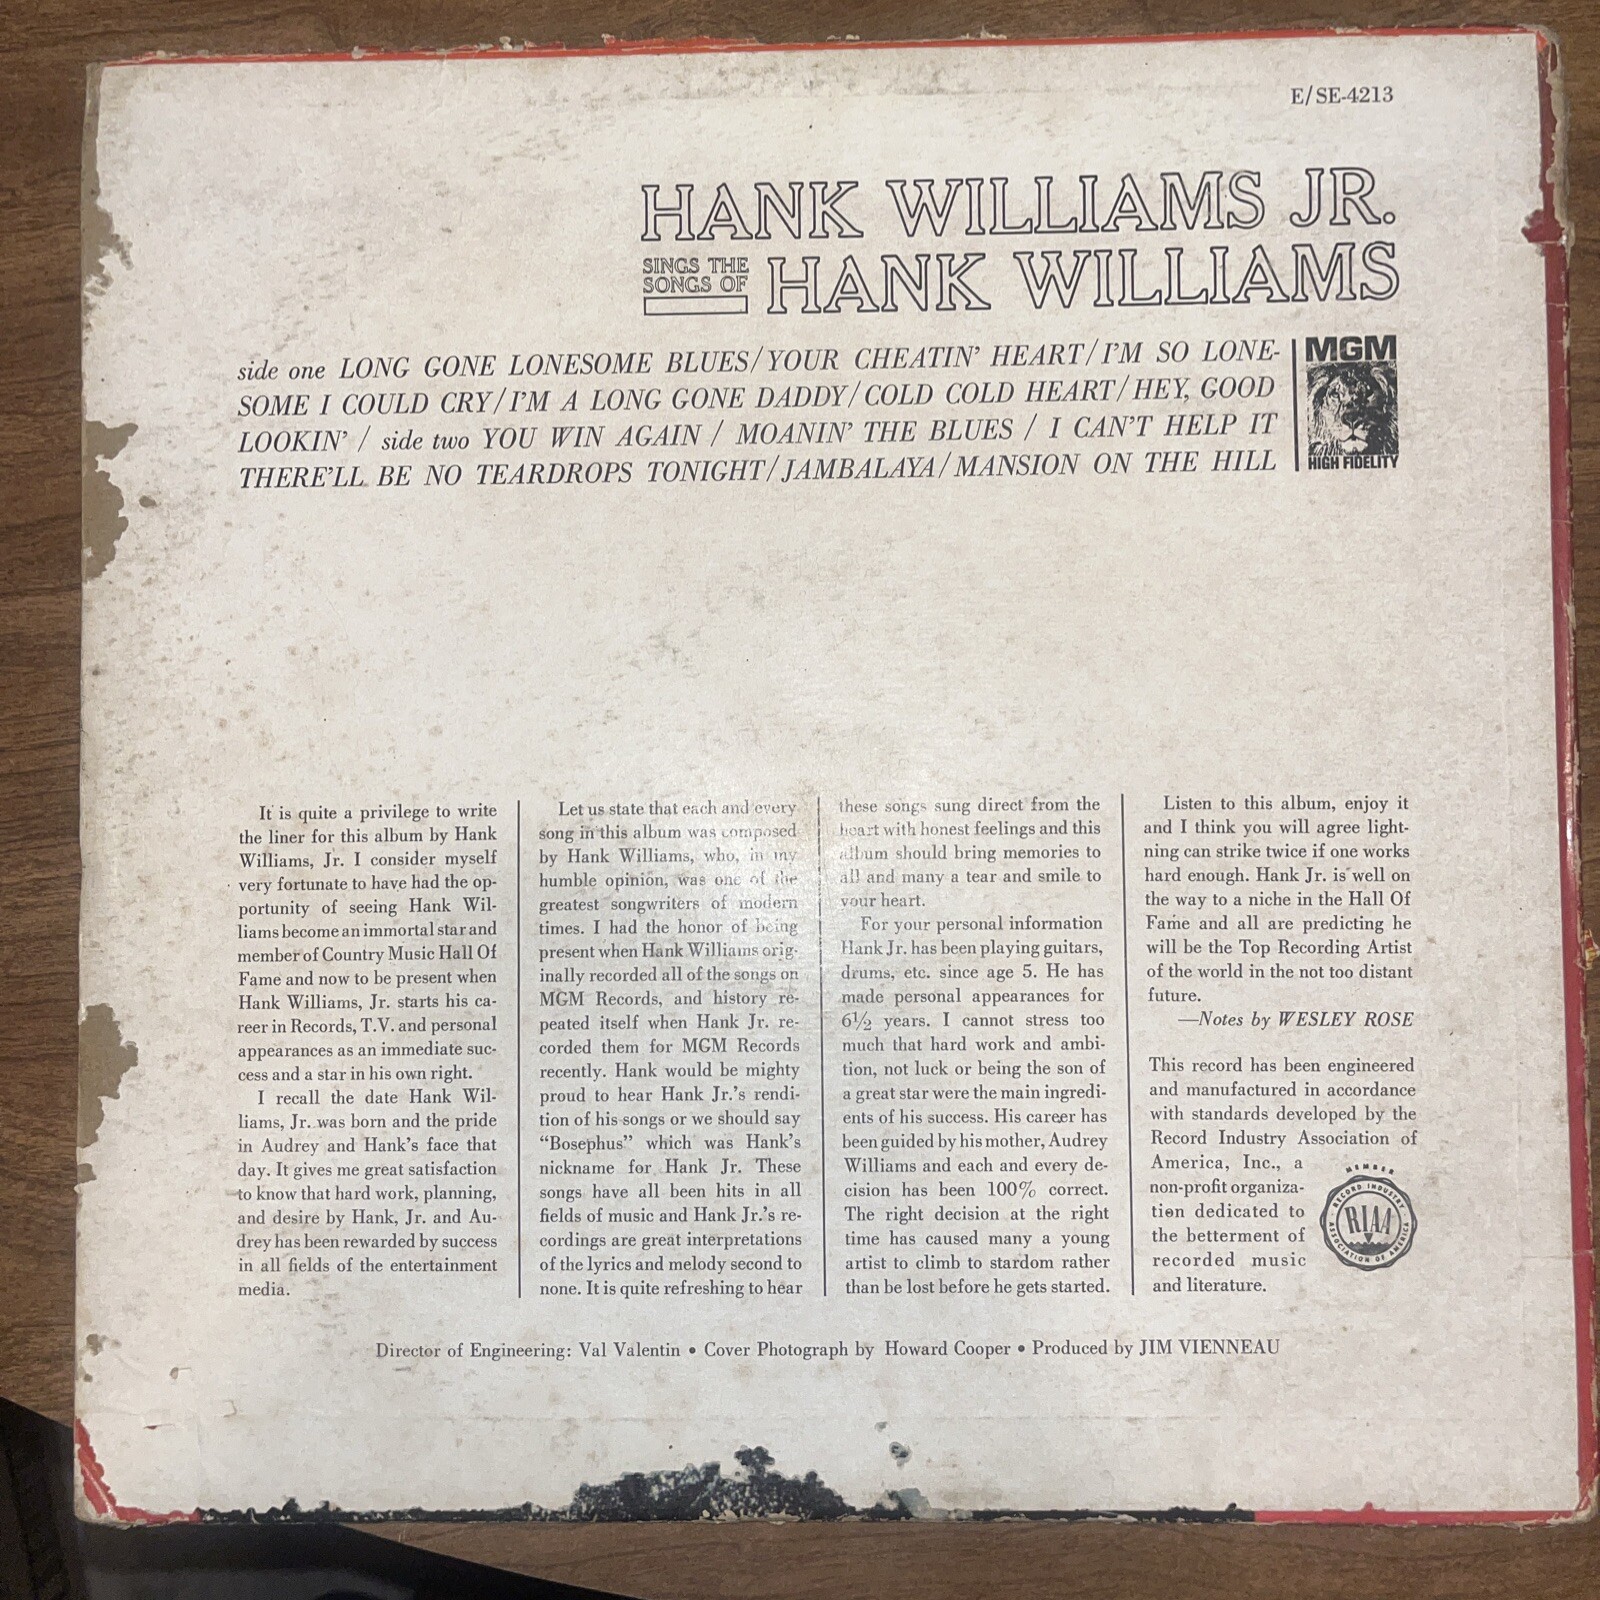 E/SE-4213
HANK WILLIAMS JR.
SINGS THE
SONGS OF
HANK WILLIAMS
side one LONG GONE LONESOME BLUES/YOUR CHEATIN' HEART/I'M SO LONE-
SOME I COULD CRY/I'M A LONG GONE DADDY/COLD COLD HEART/HEY, GOOD
LOOKIN' / side two YOU WIN AGAIN / MOANIN' THE BLUES / I CAN'T HELP IT
THERE'LL BE NO TEARDROPS TONIGHT/JAMBALAYA/MANSION ON THE HILL
MGM
HIGH FIDELITY
It is quite a privilege to write
the liner for this album by Hank
Williams, Jr. I consider myself
very fortunate to have had the op-
portunity of seeing Hank Wil-
liams become an immortal star and
member of Country Music Hall Of
Fame and now to be present when
Hank Williams, Jr. starts his ca-
reer in Records, T.V. and personal
appearances as an immediate suc-
cess and a star in his own right.
I recall the date Hank Wil-
liams, Jr. was born and the pride
in Audrey and Hank's face that
day. It gives me great satisfaction
to know that hard work, planning,
and desire by Hank, Jr. and Au-
drey has been rewarded by success
in all fields of the entertainment
media.
Let us state that each and every
song in this album was composed
by Hank Williams, who, in my
humble opinion, was one of the
greatest songwriters of modern
times. I had the honor of being
present when Hank Williams orig-
inally recorded all of the songs on
MGM Records, and history re-
peated itself when Hank Jr. re-
corded them for MGM Records
recently. Hank would be mighty
proud to hear Hank Jr.'s rendi-
tion of his songs or we should say
"Bosephus" which was Hank's
nickname for Hank Jr. These
songs have all been hits in all
fields of music and Hank Jr.'s re-
cordings are great interpretations
of the lyrics and melody second to
none. It is quite refreshing to hear
these songs sung direct from the
heart with honest feelings and this
album should bring memories to
all and many a tear and smile to
your heart.
For your personal information
Hank Jr. has been playing guitars,
drums, etc. since age 5. He has
made personal appearances for
6½ years. I cannot stress too
much that hard work and ambi-
tion, not luck or being the son of
a great star were the main ingredi-
ents of his success. His career has
been guided by his mother, Audrey
Williams and each and every de-
cision has been 100% correct.
The right decision at the right
time has caused many a young
artist to climb to stardom rather
than be lost before he gets started.
Listen to this album, enjoy it
and I think you will agree light-
ning can strike twice if one works
hard enough. Hank Jr. is well on
the way to a niche in the Hall Of
Fame and all are predicting he
will be the Top Recording Artist
of the world in the not too distant
future.
—Notes by WESLEY ROSE
This record has been engineered
and manufactured in accordance
with standards developed by the
Record Industry Association of
America, Inc., a
non-profit organiza-
tion dedicated to
the betterment of
recorded music
and literature.
MEMBER
RECORD INDUSTRY
RIAA
ASSOCIATION OF AMERICA
Director of Engineering: Val Valentin • Cover Photograph by Howard Cooper • Produced by JIM VIENNEAU